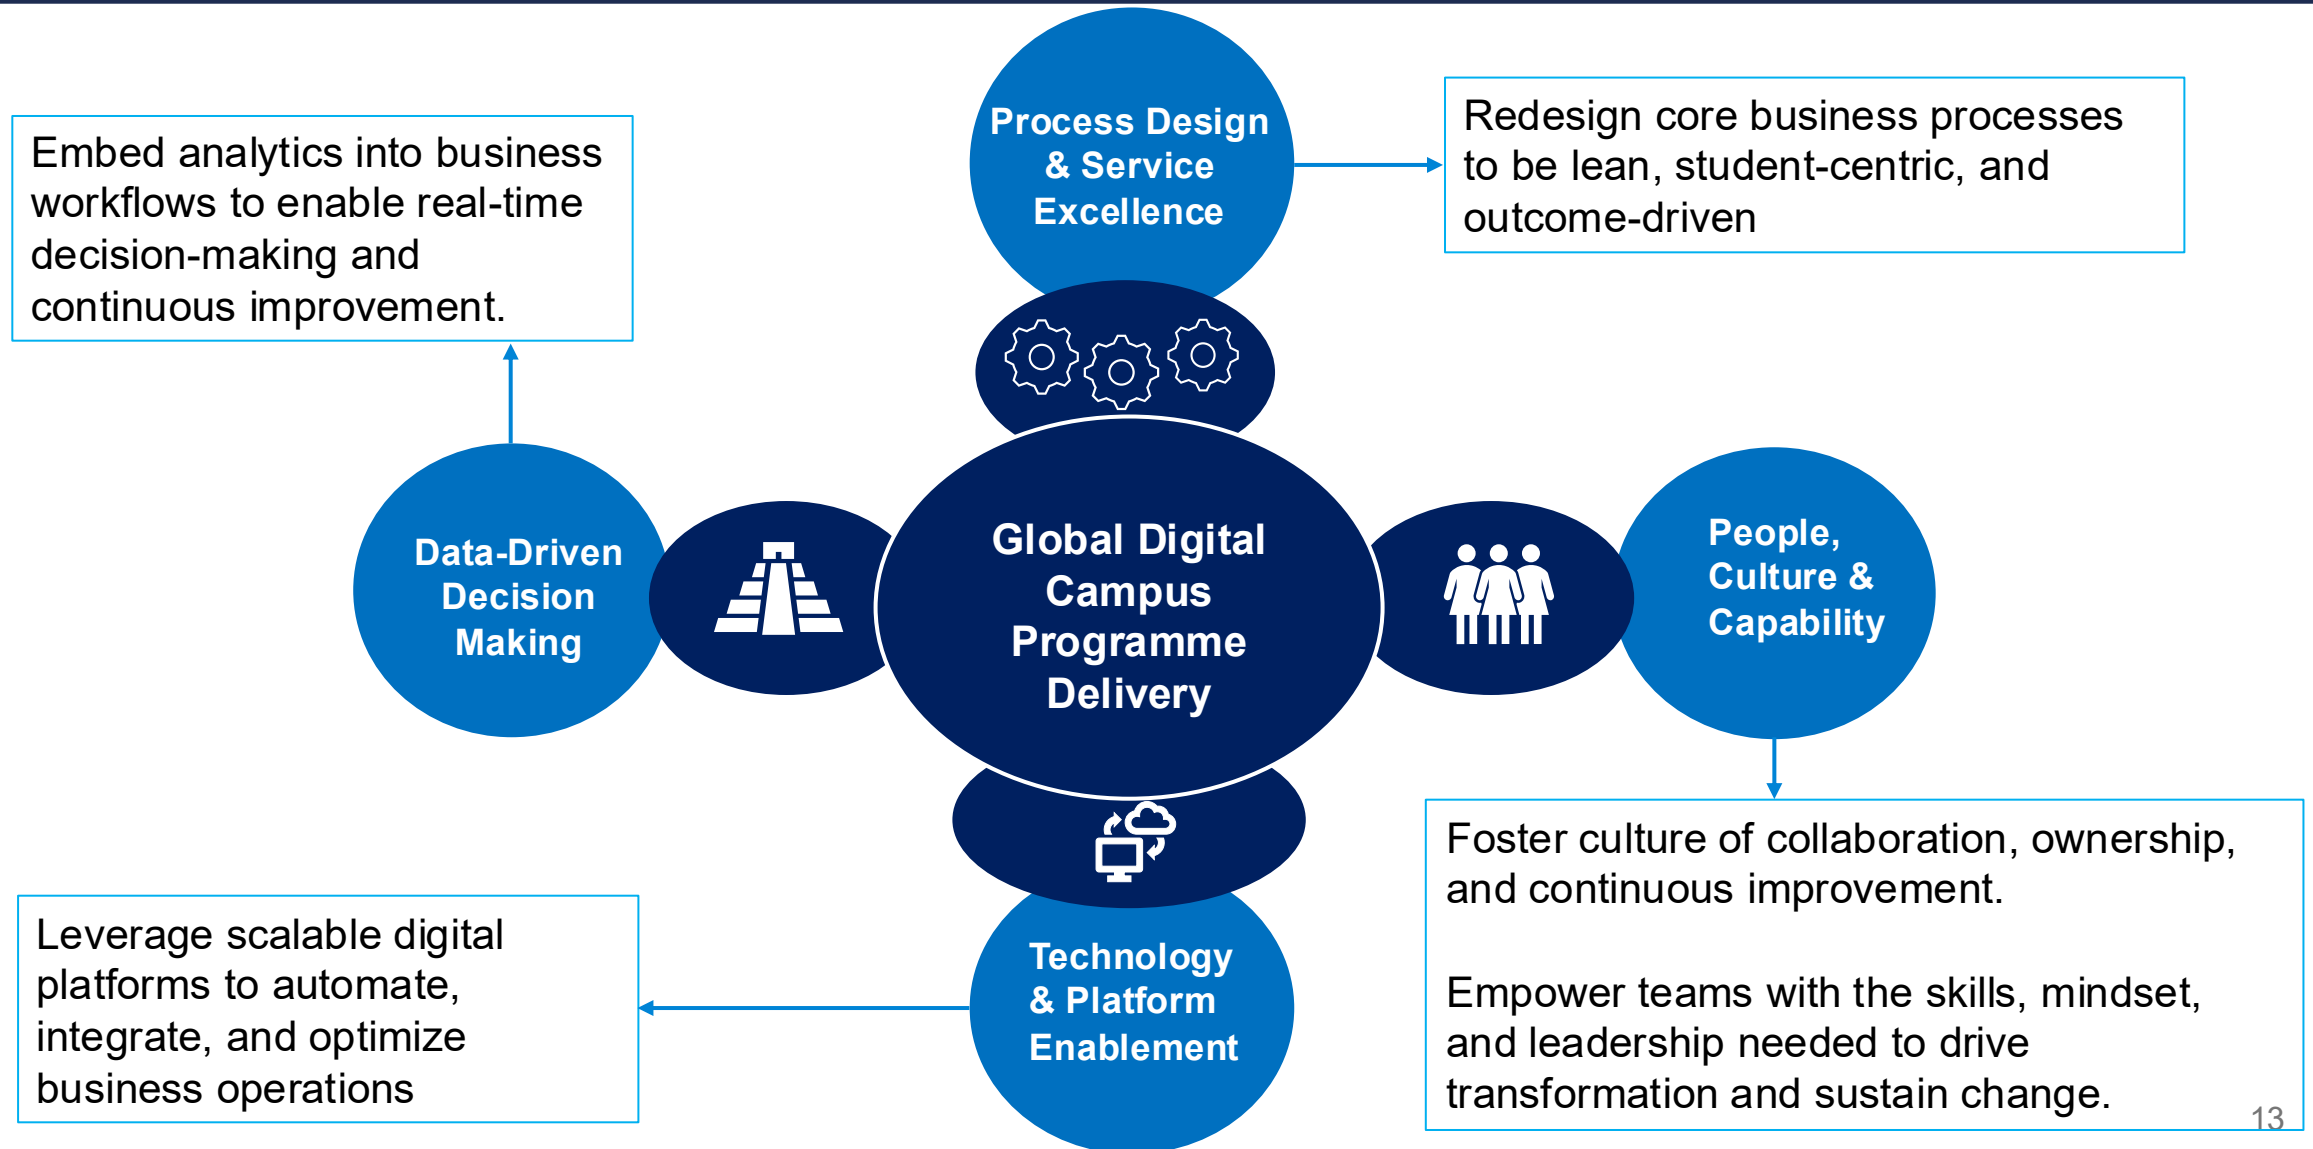 Process Design
& Service
Excellence
Redesign core business processes
to be lean, student-centric, and
outcome-driven
Embed analytics into business
workflows to enable real-time
decision-making and
continuous improvement.
Data-Driven
Decision
Making
Global Digital
Campus
Programme
Delivery
People,
Culture &
Capability
Technology
& Platform
Enablement
Leverage scalable digital
platforms to automate,
integrate, and optimize
business operations
Foster culture of collaboration, ownership,
and continuous improvement.
Empower teams with the skills, mindset,
and leadership needed to drive
transformation and sustain change.
13